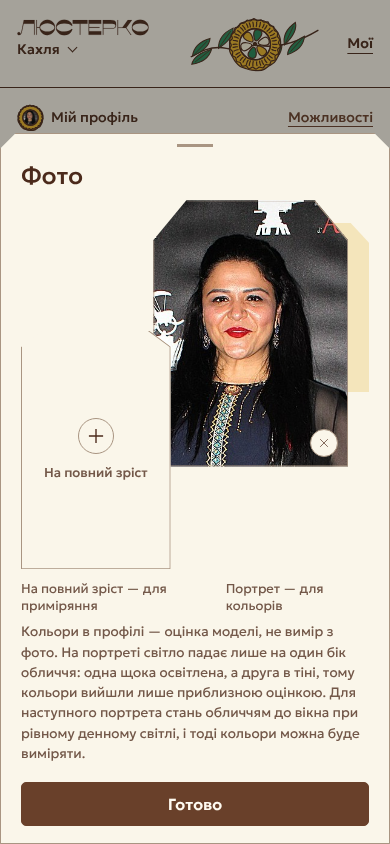 ЛЮСТЕРКО
Кахля
Мої
Мій профіль
Можливості
Фото
На повний зріст
На повний зріст — для
приміряння
Портрет — для
кольорів
Кольори в профілі — оцінка моделі, не вимір з
фото. На портреті світло падає лише на один бік
обличчя: одна щока освітлена, а друга в тіні, тому
кольори вийшли лише приблизною оцінкою. Для
наступного портрета стань обличчям до вікна при
рівному денному світлі, і тоді кольори можна буде
виміряти.
Готово